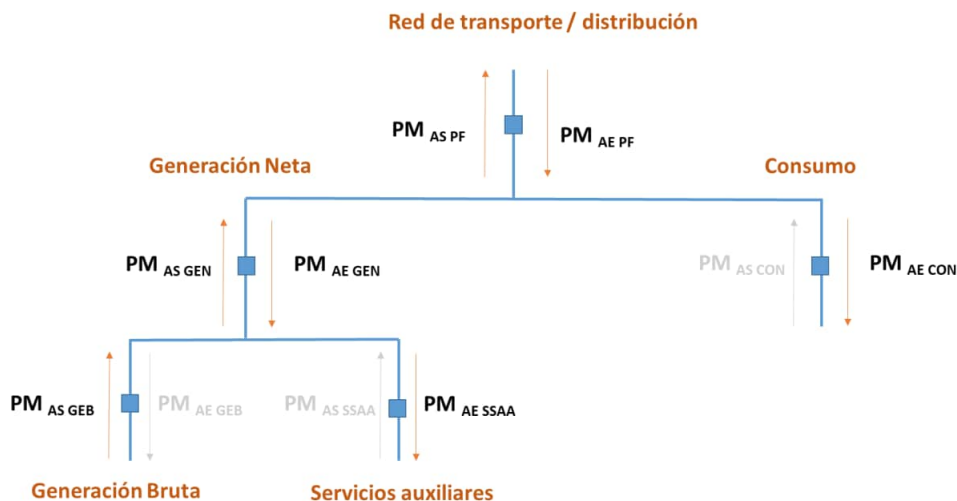 Red de transporte / distribución
PM AS PF
PM AE PF
Generación Neta
Consumo
PM AS GEN
PM AE GEN
PM AS CON
PM AE CON
PM AS GEB
PM AE GEB
PM AS SSAA
PM AE SSAA
Generación Bruta
Servicios auxiliares